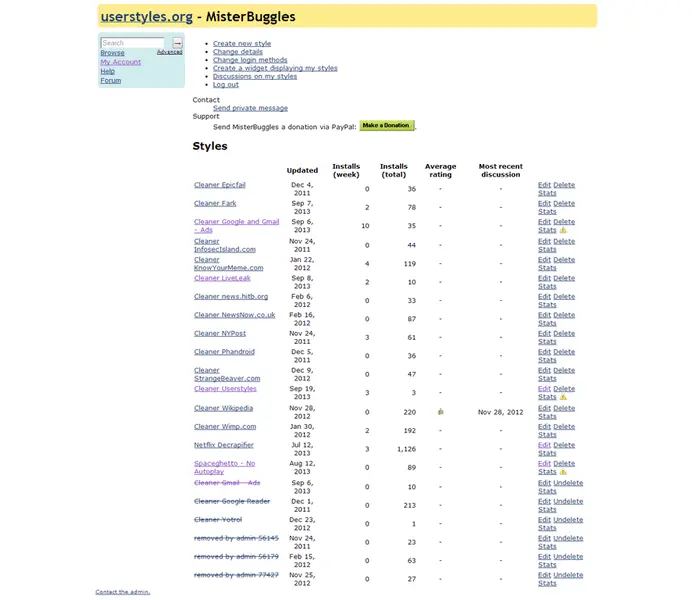 userstyles.org - MisterBuggles
Search
→
Advanced
Browse
My Account
Help
Forum
Create new style
Change details
Change login methods
Create a widget displaying my styles
Discussions on my styles
Log out
Contact
Send private message
Support
Send MisterBuggles a donation via PayPal: Make a Donation.
Styles
Updated Installs (week) Installs (total) Average rating Most recent discussion
Cleaner Epicfail Dec 4, 2011 0 36 - - Edit Delete Stats
Cleaner Fark Sep 7, 2013 2 78 - - Edit Delete Stats
Cleaner Google and Gmail - Ads Sep 6, 2013 10 35 - - Edit Delete Stats
Cleaner InfosecIsland.com Nov 24, 2011 0 44 - - Edit Delete Stats
Cleaner KnowYourMeme.com Jan 22, 2012 4 119 - - Edit Delete Stats
Cleaner LiveLeak Sep 8, 2013 2 10 - - Edit Delete Stats
Cleaner news.hitb.org Feb 6, 2012 0 33 - - Edit Delete Stats
Cleaner NewsNow.co.uk Feb 16, 2012 0 87 - - Edit Delete Stats
Cleaner NYPost Nov 24, 2011 3 61 - - Edit Delete Stats
Cleaner Phandroid Dec 5, 2011 0 36 - - Edit Delete Stats
Cleaner StrangeBeaver.com Dec 9, 2012 0 47 - - Edit Delete Stats
Cleaner Userstyles Sep 19, 2013 3 3 - - Edit Delete Stats
Cleaner Wikipedia Nov 28, 2012 0 220 Nov 28, 2012 Edit Delete Stats
Cleaner Wimp.com Jan 30, 2012 2 192 - - Edit Delete Stats
Netflix Decrapifier Jul 12, 2013 3 1,126 - - Edit Delete Stats
Spaceghetto - No Autoplay Aug 12, 2013 0 89 - - Edit Delete Stats
Cleaner Gmail - Ads Sep 6, 2013 0 10 - - Edit Undelete Stats
Cleaner Google Reader Dec 1, 2011 0 213 - - Edit Undelete Stats
Cleaner Yotrol Dec 23, 2012 0 1 - - Edit Undelete Stats
removed by admin 56145 Nov 24, 2011 0 23 - - Edit Undelete Stats
removed by admin 56179 Feb 15, 2012 0 63 - - Edit Undelete Stats
removed by admin 77427 Nov 25, 2012 0 27 - - Edit Undelete Stats
Contact the admin.